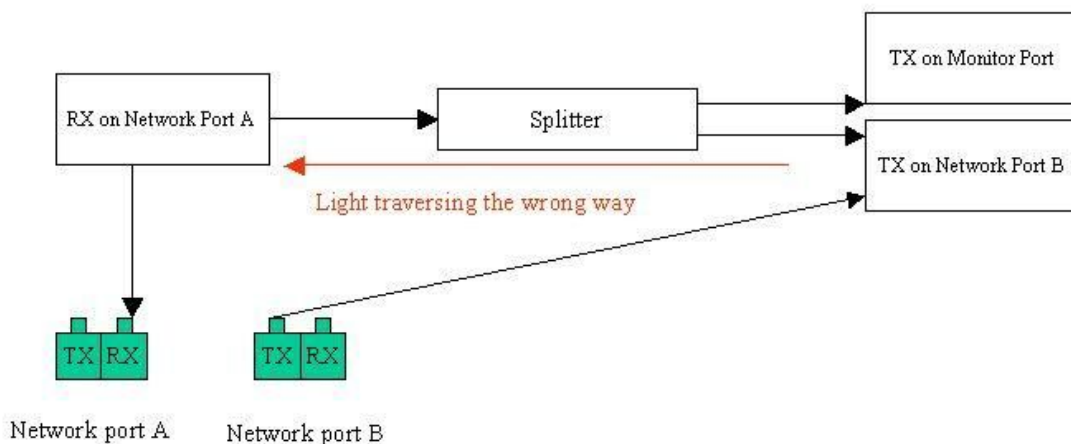 TX on Monitor Port
RX on Network Port A
Splitter
TX on Network Port B
Light traversing the wrong way
TX RX
TX RX
Network port A
Network port B